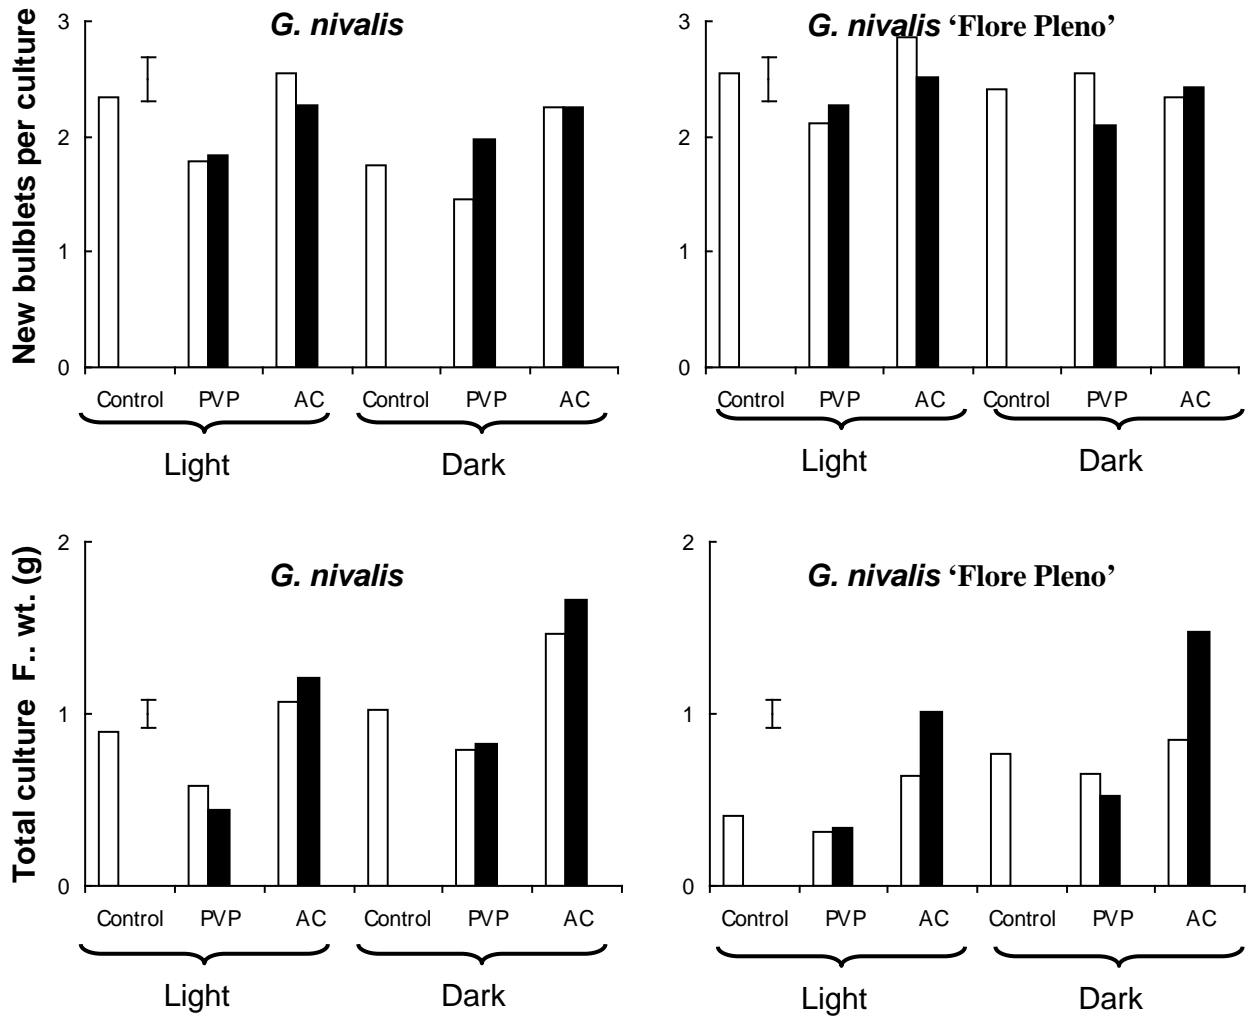 G. nivalis
New bulblets per culture
3
2
1
0
Control PVP AC Control PVP AC
Light Dark
G. nivalis ‘Flore Pleno’
3
2
1
0
Control PVP AC Control PVP AC
Light Dark
G. nivalis
Total culture F.. wt. (g)
2
1
0
Control PVP AC Control PVP AC
Light Dark
G. nivalis ‘Flore Pleno’
2
1
0
Control PVP AC Control PVP AC
Light Dark